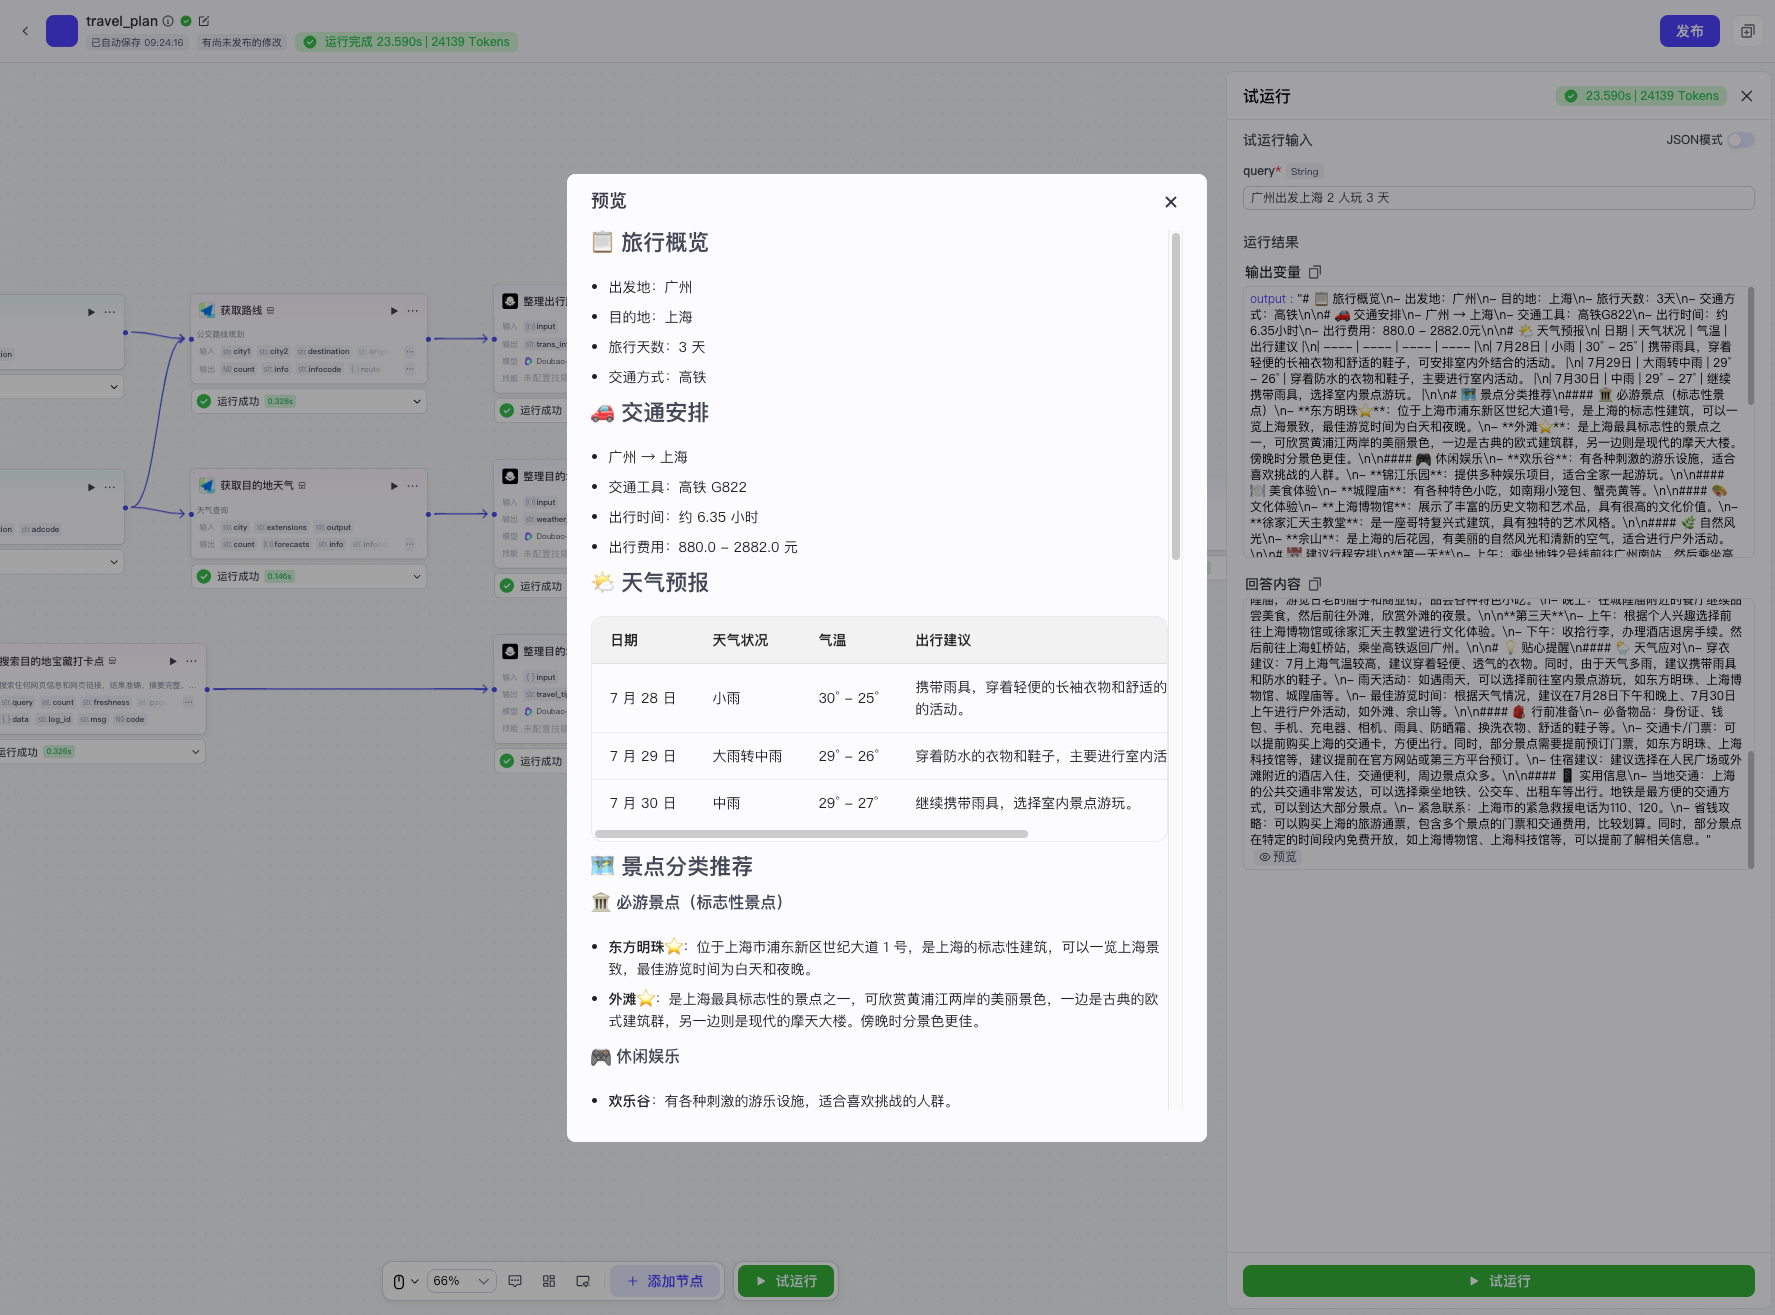 travel_plan
已自动保存 09:24:16
有尚未发布的修改
运行完成 23.590s | 24139 Tokens
发布
获取路线
公交路线规划
输入 str. city1 str. city2 str. destination
输出 count info infocode route
运行成功 0.328s
tion
获取目的地天气
天气查询
输入 str. city str. extensions str. output
输出 str. count forecasts str. info
运行成功 0.146s
tion str. adcode
搜索目的地宝藏打卡点
搜索任何网页信息和网页链接，结果准确、摘要完整，...
str. query int. count str. freshness
data str. log_id str. msg code
运行成功 0.326s
整理出行
输入 input
输出 str. trans_in
模型 Doubao-
技能 未配置技能
运行成功
整理目的
输入 input
输出 str. weather_
模型 Doubao-
技能 未配置技能
运行成功
整理目的
输入 input
输出 str. travel_ti
模型 Doubao-
技能 未配置技能
运行成功
预览
📋 旅行概览
• 出发地：广州
• 目的地：上海
• 旅行天数：3 天
• 交通方式：高铁
🚗 交通安排
• 广州 → 上海
• 交通工具：高铁 G822
• 出行时间：约 6.35 小时
• 出行费用：880.0 – 2882.0 元
🌤️ 天气预报
日期 天气状况 气温 出行建议
7 月 28 日 小雨 30° – 25° 携带雨具，穿着轻便的长袖衣物和舒适的
的活动。
7 月 29 日 大雨转中雨 29° – 26° 穿着防水的衣物和鞋子，主要进行室内活
7 月 30 日 中雨 29° – 27° 继续携带雨具，选择室内景点游玩。
🗺️ 景点分类推荐
🏛️ 必游景点（标志性景点）
• 东方明珠⭐：位于上海市浦东新区世纪大道 1 号，是上海的标志性建筑，可以一览上海景
致，最佳游览时间为白天和夜晚。
• 外滩⭐：是上海最具标志性的景点之一，可欣赏黄浦江两岸的美丽景色，一边是古典的欧
式建筑群，另一边则是现代的摩天大楼。傍晚时分景色更佳。
🎮 休闲娱乐
• 欢乐谷：有各种刺激的游乐设施，适合喜欢挑战的人群。
66%
添加节点
试运行
试运行
23.590s | 24139 Tokens
试运行输入
JSON模式
query* String
广州出发上海 2 人玩 3 天
运行结果
输出变量
output : "# 📋 旅行概览\n– 出发地：广州\n– 目的地：上海\n– 旅行天数：3天\n– 交通方
式：高铁\n\n# 🚗 交通安排\n– 广州 → 上海\n– 交通工具：高铁G822\n– 出行时间：约
6.35小时\n– 出行费用：880.0 – 2882.0元\n\n# 🌤️ 天气预报\n| 日期 | 天气状况 | 气温 |
出行建议 |\n| –––– | –––– | –––– | –––– |\n| 7月28日 | 小雨 | 30° – 25° | 携带雨具，穿着
轻便的长袖衣物和舒适的鞋子，可安排室内外结合的活动。 |\n| 7月29日 | 大雨转中雨 | 29°
– 26° | 穿着防水的衣物和鞋子，主要进行室内活动。 |\n| 7月30日 | 中雨 | 29° – 27° | 继续
携带雨具，选择室内景点游玩。 |\n\n# 🗺️ 景点分类推荐\n#### 🏛️ 必游景点（标志性景
点）\n– **东方明珠⭐**：位于上海市浦东新区世纪大道1号，是上海的标志性建筑，可以一
览上海景致，最佳游览时间为白天和夜晚。\n– **外滩⭐**：是上海最具标志性的景点之
一，可欣赏黄浦江两岸的美丽景色，一边是古典的欧式建筑群，另一边则是现代的摩天大楼。
傍晚时分景色更佳。\n\n#### 🎮 休闲娱乐\n– **欢乐谷**：有各种刺激的游乐设施，适合
喜欢挑战的人群。\n– **锦江乐园**：提供多种娱乐项目，适合全家一起游玩。\n\n####
🍽️ 美食体验\n– **城隍庙**：有各种特色小吃，如南翔小笼包、蟹壳黄等。\n\n#### 🎨
文化体验\n– **上海博物馆**：展示了丰富的历史文物和艺术品，具有很高的文化价值。\n–
**徐家汇天主教堂**：是一座哥特复兴式建筑，具有独特的艺术风格。\n\n#### 🌿 自然风
光\n– **佘山**：是上海的后花园，有美丽的自然风光和清新的空气，适合进行户外活动。
\n\n# 📅 建议行程安排\n**第一天**\n– 上午：乘坐地铁2号线前往广州南站，然后乘坐高
回答内容
隍庙，游览古老的庙宇和商业街，品尝各种特色小吃。\n– 晚上：在城隍庙附近的餐厅继续品
尝美食，然后前往外滩，欣赏外滩的夜景。\n\n**第三天**\n– 上午：根据个人兴趣选择前
往上海博物馆或徐家汇天主教堂进行文化体验。\n– 下午：收拾行李，办理酒店退房手续。然
后前往上海虹桥站，乘坐高铁返回广州。\n\n# 💡 贴心提醒\n#### 🌦️ 天气应对\n– 穿衣
建议：7月上海气温较高，建议穿着轻便、透气的衣物。同时，由于天气多雨，建议携带雨具
和防水的鞋子。\n– 雨天活动：如遇雨天，可以选择前往室内景点游玩，如东方明珠、上海博
物馆、城隍庙等。\n– 最佳游览时间：根据天气情况，建议在7月28日下午和晚上、7月30日
上午进行户外活动，如外滩、佘山等。\n\n#### 🎒 行前准备\n– 必备物品：身份证、钱
包、手机、充电器、相机、雨具、防晒霜、换洗衣物、舒适的鞋子等。\n– 交通卡/门票：可
以提前购买上海的交通卡，方便出行。同时，部分景点需要提前预订门票，如东方明珠、上海
科技馆等，建议提前在官方网站或第三方平台预订。\n– 住宿建议：建议选择在人民广场或外
滩附近的酒店入住，交通便利，周边景点众多。\n\n#### 📱 实用信息\n– 当地交通：上海
的公共交通非常发达，可以选择乘坐地铁、公交车、出租车等出行。地铁是最方便的交通方
式，可以到达大部分景点。\n– 紧急联系：上海市的紧急救援电话为110、120。\n– 省钱攻
略：可以购买上海的旅游通票，包含多个景点的门票和交通费用，比较划算。同时，部分景点
在特定的时间段内免费开放，如上海博物馆、上海科技馆等，可以提前了解相关信息。"
预览
试运行